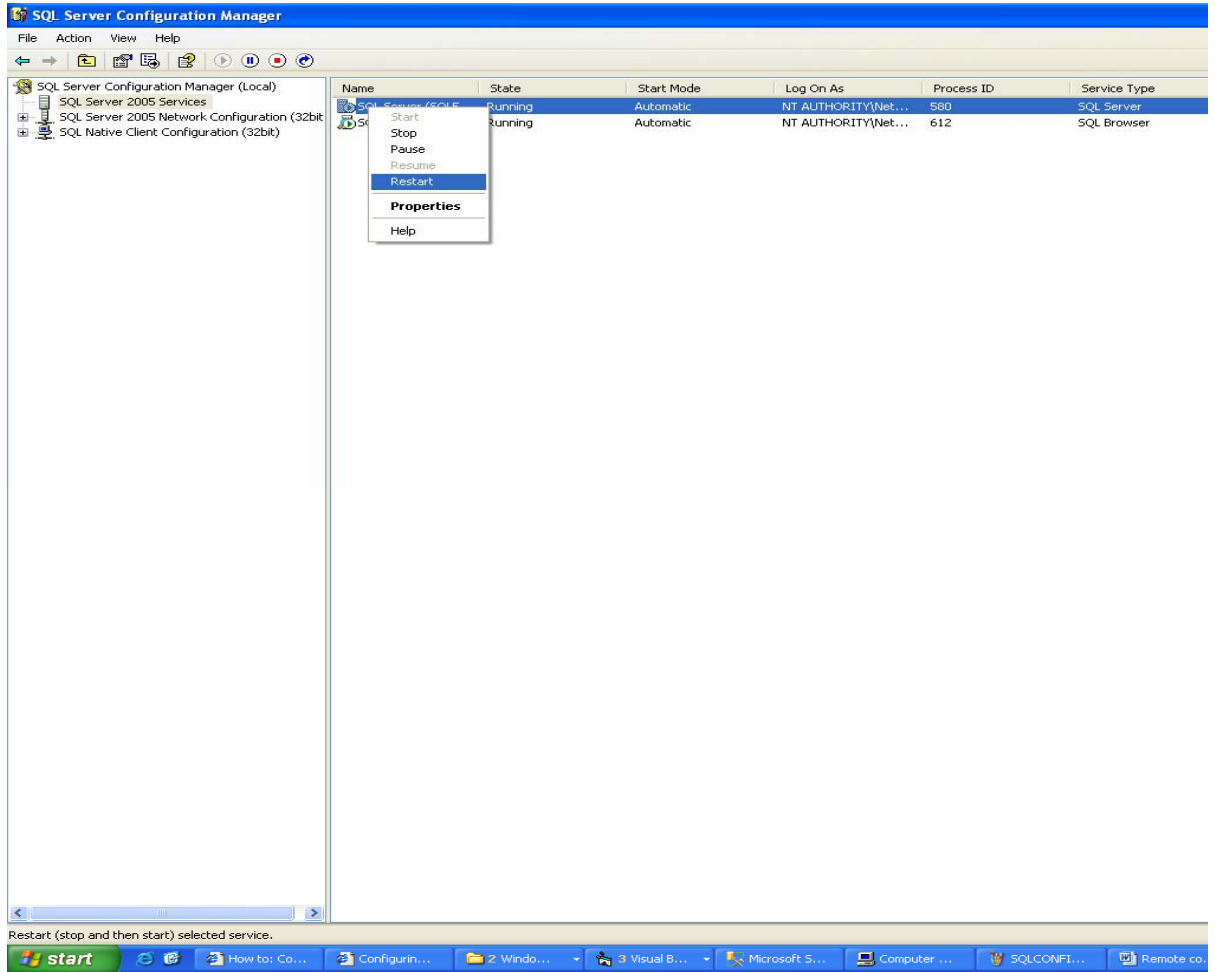 SQL Server Configuration Manager
File Action View Help
SQL Server Configuration Manager (Local)
SQL Server 2005 Services
SQL Server 2005 Network Configuration (32bit
SQL Native Client Configuration (32bit)
Name State Start Mode Log On As Process ID Service Type
SQL Server (SQLE Running Automatic NT AUTHORITY\Net... 580 SQL Server
Running Automatic NT AUTHORITY\Net... 612 SQL Browser
Start
Stop
Pause
Resume
Restart
Properties
Help
Restart (stop and then start) selected service.
start How to: Co... Configurin... 2 Windo... 3 Visual B... Microsoft S... Computer ... SQLCONFI... Remote co.